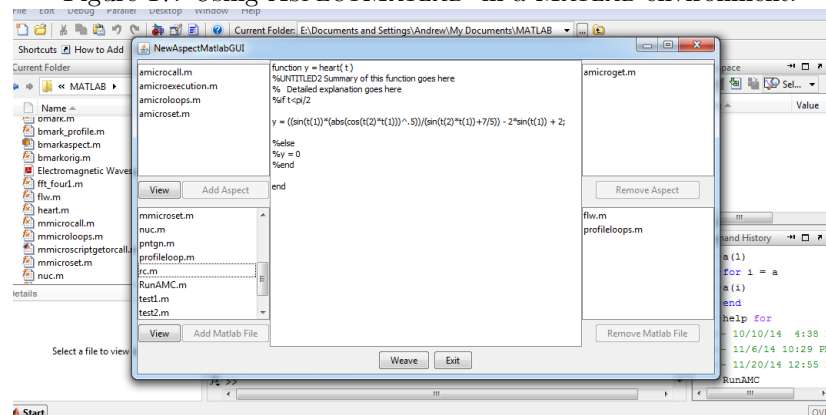 Figure 17: Using AspectMatlab in a Matlab environment.
File Edit Debug Parallel Desktop Window Help
Current Folder: E:\Documents and Settings\Andrew\My Documents\MATLAB
Shortcuts How to Add
NewAspectMatlabGUI
Current Folder
« MATLAB
Name
bmark.m
bmark_profile.m
bmarkaspect.m
bmarkorig.m
Electromagnetic Waves
fft_four1.m
flw.m
heart.m
mmicrocall.m
mmicroloops.m
mmicroscriptgetorcall.
mmicroset.m
nuc.m
Details
Select a file to view
Start
amicrocall.m
amicroexecution.m
amicroloops.m
amicroset.m
View
Add Aspect
mmicroset.m
nuc.m
pntgn.m
profileloop.m
rc.m
RunAMC.m
test1.m
test2.m
View
Add Matlab File
function y = heart( t )
%UNTITLED2 Summary of this function goes here
% Detailed explanation goes here
%if t<pi/2
y = ((sin(t(1))*(abs(cos(t(2)*t(1)))^.5))/(sin(t(2)*t(1))+7/5)) - 2*sin(t(1)) + 2;
%else
%y = 0
%end
end
amicroget.m
Remove Aspect
flw.m
profileloops.m
Remove Matlab File
Weave
Exit
>>
pace
Sel...
Value
mand History
a(1)
for i = a
a(i)
end
help for
10/10/14 4:38
11/6/14 10:29 P
11/20/14 12:55
RunAMC
OV